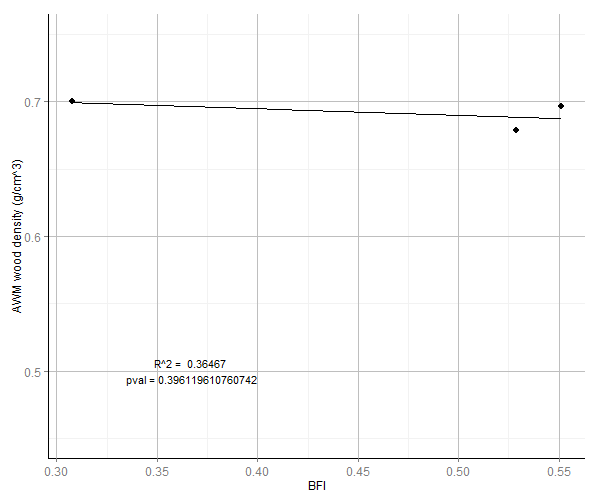 AWM wood density (g/cm^3)
0.7
0.6
0.5
R^2 =  0.36467
pval = 0.396119610760742
0.30 0.35 0.40 0.45 0.50 0.55
BFI